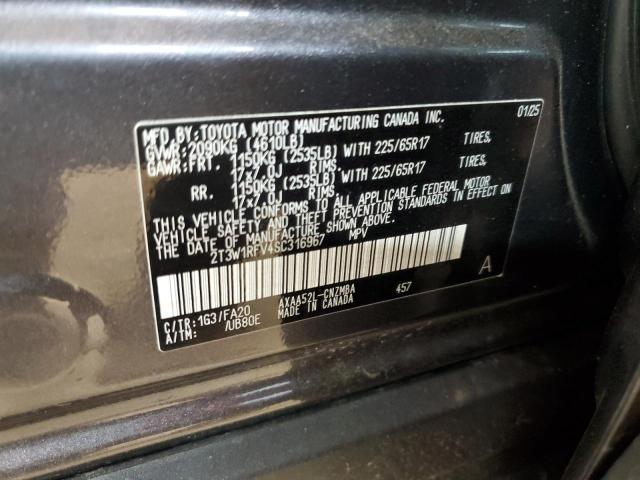 MFD.BY:TOYOTA MOTOR MANUFACTURING CANADA INC. 01/25
GVWR:2090KG (4610LB)
GAWR:FRT. 1150KG (2535LB) WITH 225/65R17 TIRES,
17x7.0J RIMS
RR. 1150KG (2535LB) WITH 225/65R17 TIRES,
17x7.0J RIMS
THIS VEHICLE CONFORMS TO ALL APPLICABLE FEDERAL MOTOR
VEHICLE SAFETY AND THEFT PREVENTION STANDARDS IN EFFECT ON
THE DATE OF MANUFACTURE SHOWN ABOVE.
2T3W1RFV4SC316967 MPV
A
C/TR:1G3/FA20 AXAA52L-CNZMBA 457
A/TM: /UB80E MADE IN CANADA